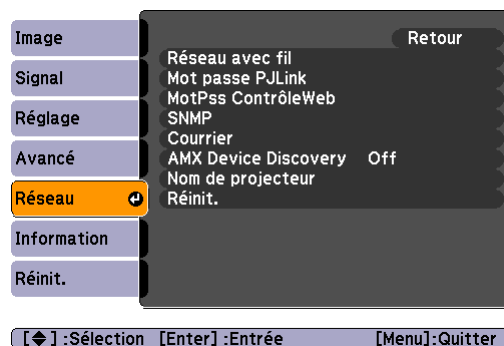 Image
Signal
Réglage
Avancé
Réseau
Information
Réinit.
Retour
Réseau avec fil
Mot passe PJLink
MotPss ContrôleWeb
SNMP
Courrier
AMX Device Discovery Off
Nom de projecteur
Réinit.
[◆] :Sélection [Enter] :Entrée [Menu]:Quitter